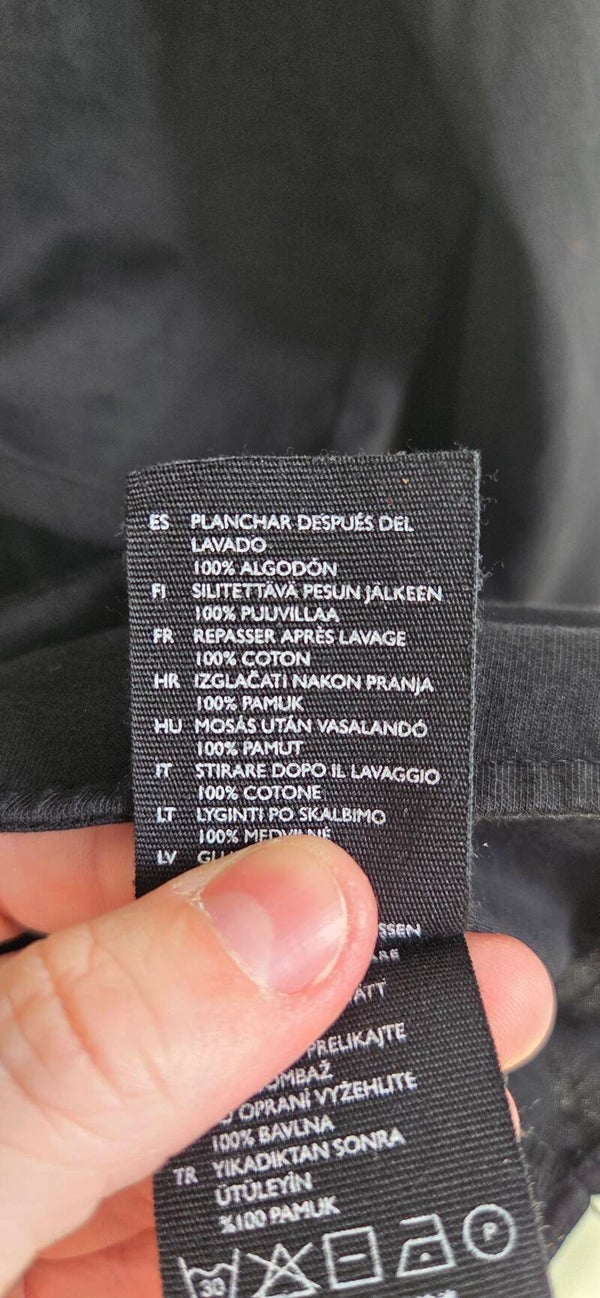 ES PLANCHAR DESPUÉS DEL
LAVADO
100% ALGODÓN
FI SILITETTÄVÄ PESUN JÄLKEEN
100% PUUVILLAA
FR REPASSER APRÈS LAVAGE
100% COTON
HR IZGLAČATI NAKON PRANJA
100% PAMUK
HU MOSÁS UTÁN VASALANDÓ
100% PAMUT
IT STIRARE DOPO IL LAVAGGIO
100% COTONE
LT LYGINTI PO SKALBIMO
100% MEDVILNĖ
LV
PRELIKAJTE
OPRANÍ VYŽEHLITE
100% BAVLNA
TR YIKADIKTAN SONRA
ÜTÜLEYİN
%100 PAMUK
30 P